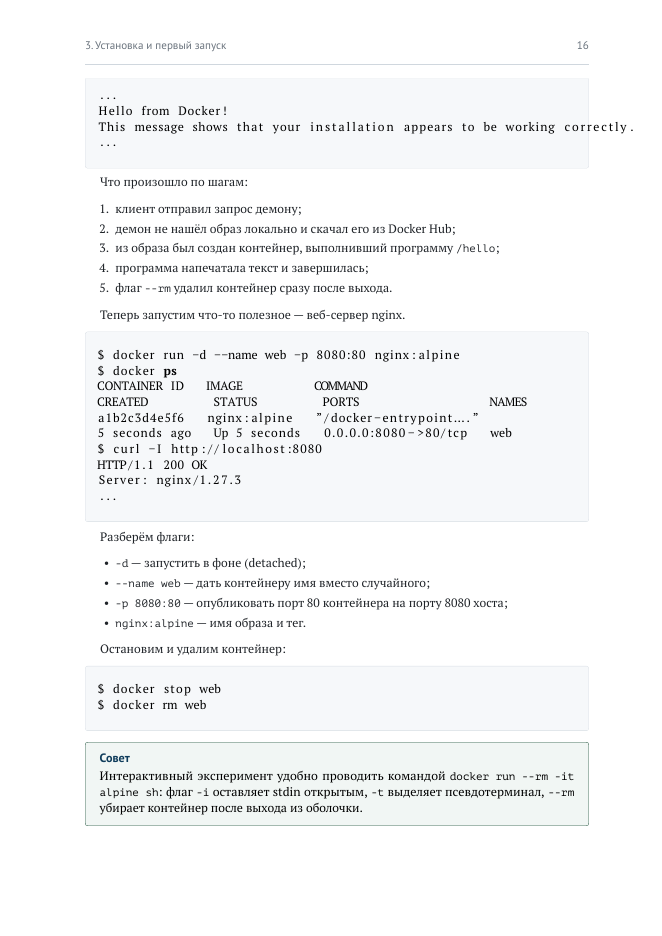 3. Установка и первый запуск 16
...
Hello from Docker!
This message shows that your installation appears to be working correctly.
...
Что произошло по шагам:
1. клиент отправил запрос демону;
2. демон не нашёл образ локально и скачал его из Docker Hub;
3. из образа был создан контейнер, выполнивший программу /hello;
4. программа напечатала текст и завершилась;
5. флаг --rm удалил контейнер сразу после выхода.
Теперь запустим что-то полезное — веб-сервер nginx.
$ docker run −d −−name web −p 8080:80 nginx:alpine
$ docker ps
CONTAINER ID IMAGE COMMAND
CREATED STATUS PORTS NAMES
a1b2c3d4e5f6 nginx:alpine ”/docker−entrypoint.…”
5 seconds ago Up 5 seconds 0.0.0.0:8080−>80/tcp web
$ curl −I http://localhost:8080
HTTP/1.1 200 OK
Server: nginx/1.27.3
...
Разберём флаги:
• -d — запустить в фоне (detached);
• --name web — дать контейнеру имя вместо случайного;
• -p 8080:80 — опубликовать порт 80 контейнера на порту 8080 хоста;
• nginx:alpine — имя образа и тег.
Остановим и удалим контейнер:
$ docker stop web
$ docker rm web
Совет
Интерактивный эксперимент удобно проводить командой docker run --rm -it
alpine sh: флаг -i оставляет stdin открытым, -t выделяет псевдотерминал, --rm
убирает контейнер после выхода из оболочки.